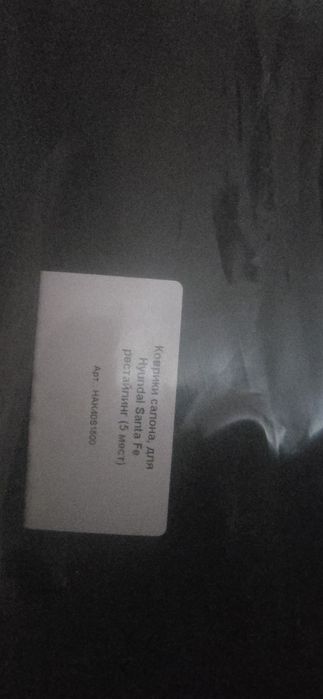 Коврики салона, для
Hyundai Santa Fe
рестайлинг (5 мест)
Арт.